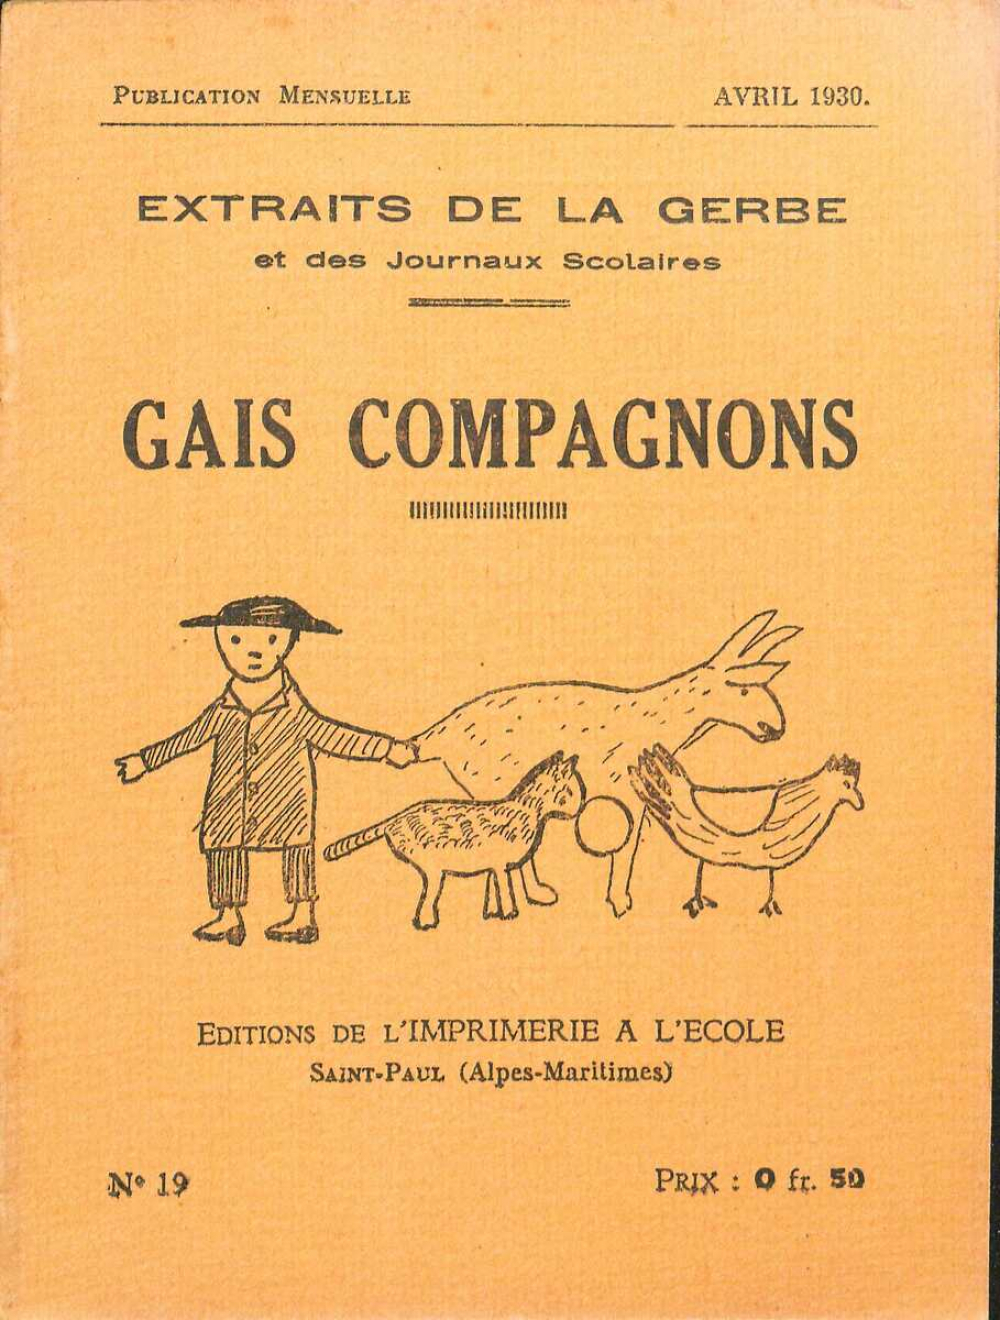 PUBLICATION MENSUELLE AVRIL 1930.
EXTRAITS DE LA GERBE
et des Journaux Scolaires
GAIS COMPAGNONS
EDITIONS DE L'IMPRIMERIE A L'ECOLE
SAINT-PAUL (Alpes-Maritimes)
N° 19 PRIX : 0 fr. 50